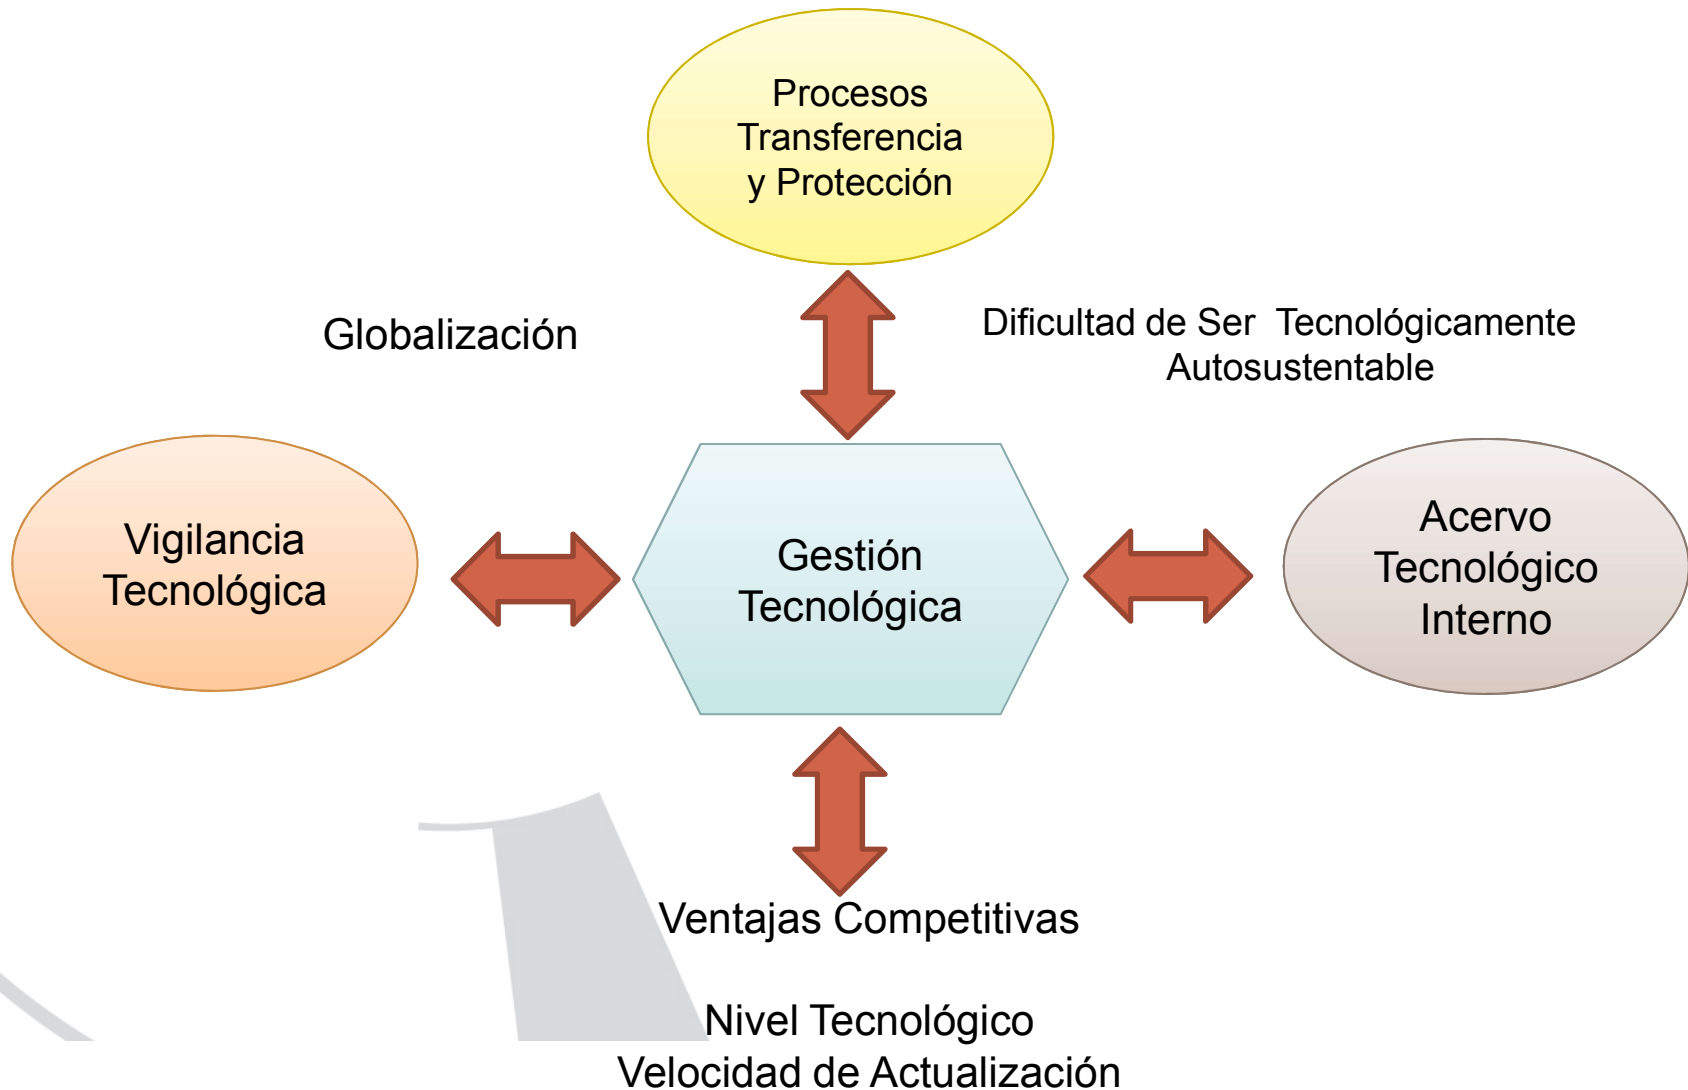 Procesos
Transferencia
y Protección
Globalización
Dificultad de Ser Tecnológicamente
Autosustentable
Vigilancia
Tecnológica
Gestión
Tecnológica
Acervo
Tecnológico
Interno
Ventajas Competitivas
Nivel Tecnológico
Velocidad de Actualización